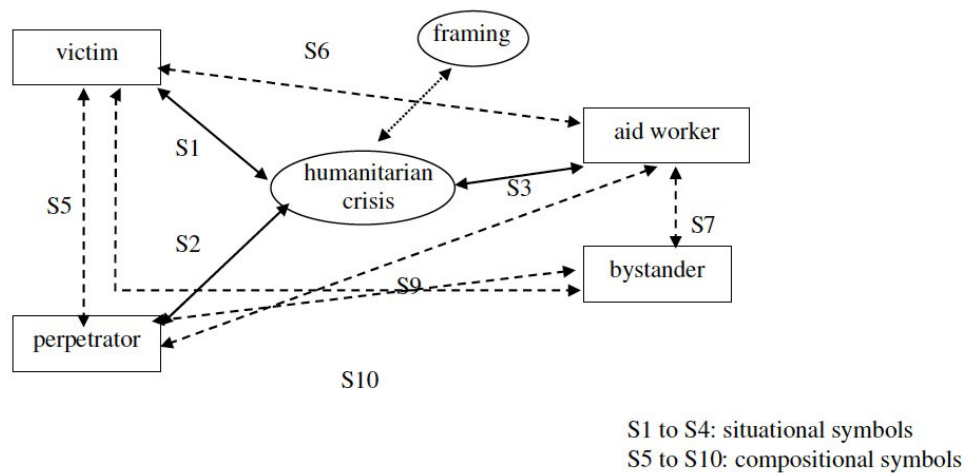 framing
victim
S6
aid worker
S1
humanitarian
crisis
S3
S5
S7
S2
bystander
S9
perpetrator
S10
S1 to S4: situational symbols
S5 to S10: compositional symbols